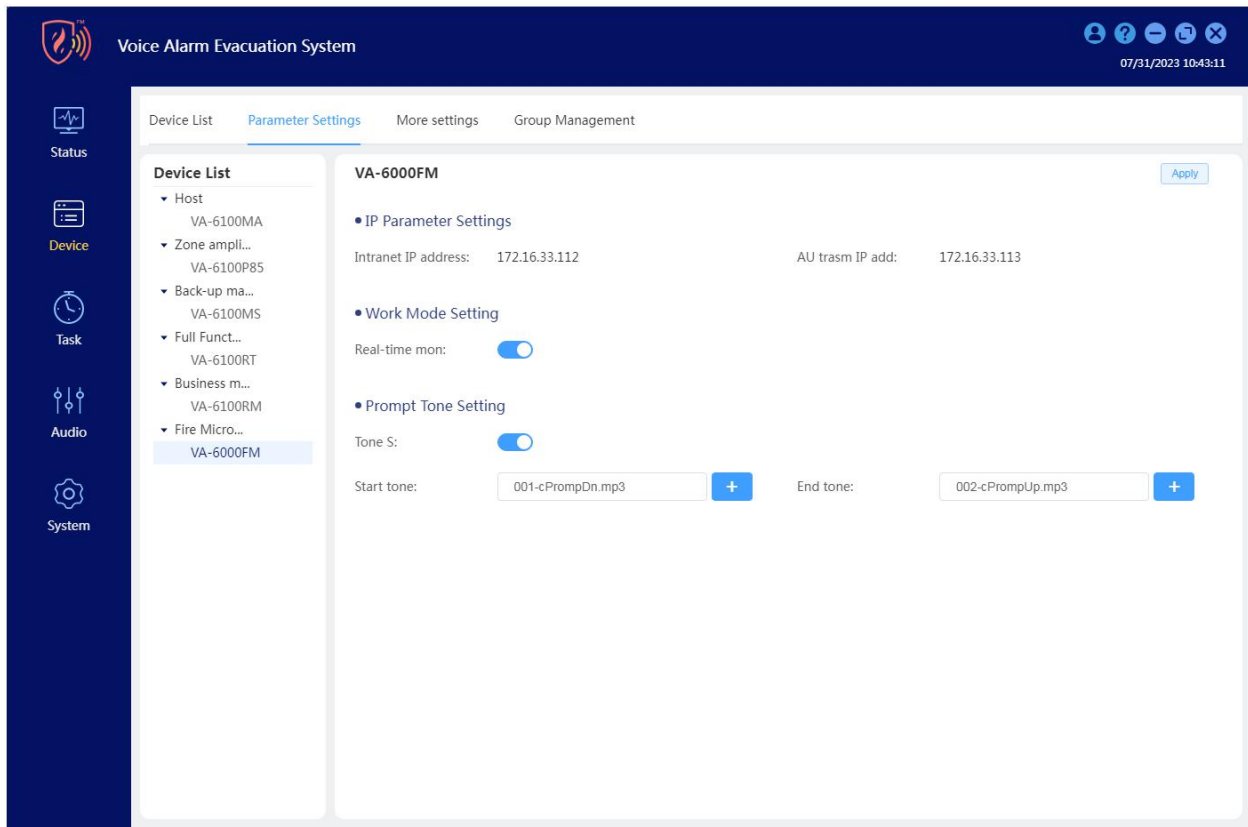 TM
Voice Alarm Evacuation System
07/31/2023 10:43:11
Status
Device
Task
Audio
System
Device List Parameter Settings More settings Group Management
Device List
Host
VA-6100MA
Zone ampli...
VA-6100P85
Back-up ma...
VA-6100MS
Full Funct...
VA-6100RT
Business m...
VA-6100RM
Fire Micro...
VA-6000FM
VA-6000FM Apply
IP Parameter Settings
Intranet IP address: 172.16.33.112 AU trasm IP add: 172.16.33.113
Work Mode Setting
Real-time mon:
Prompt Tone Setting
Tone S:
Start tone: 001-cPrompDn.mp3 + End tone: 002-cPrompUp.mp3 +